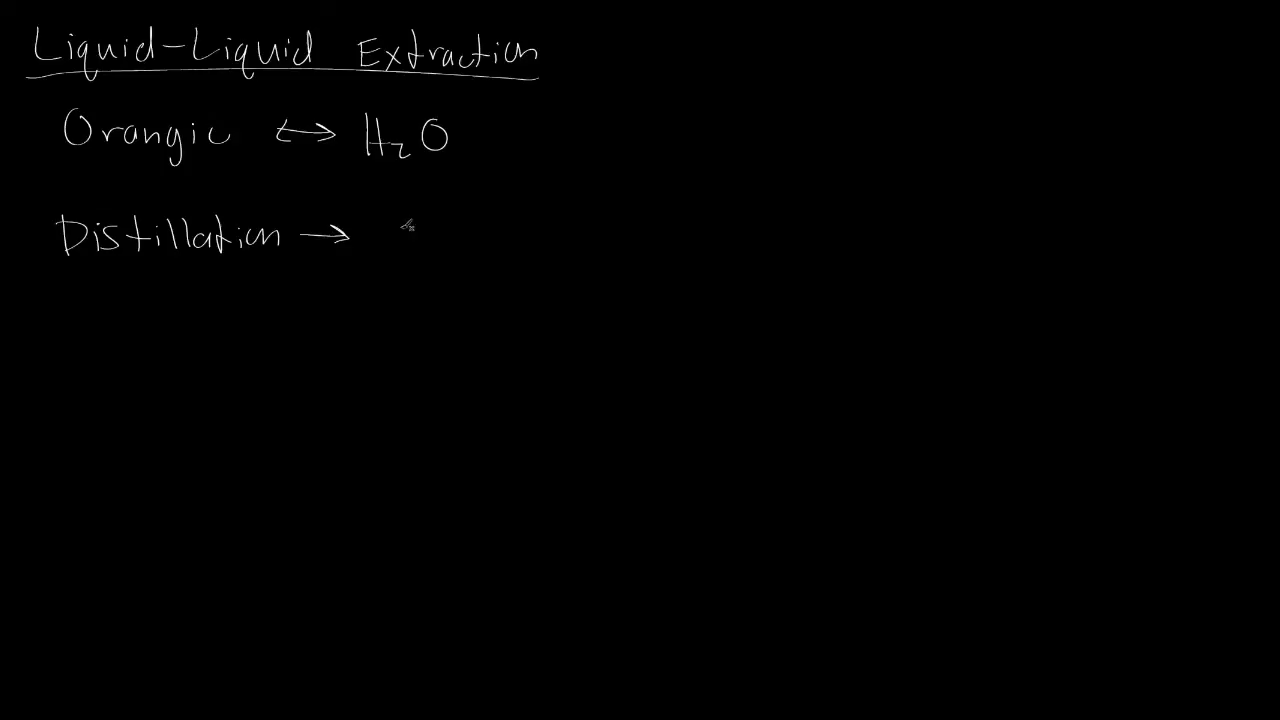 Liquid-Liquid Extraction
Orangic ↔ H₂O
Distillation →